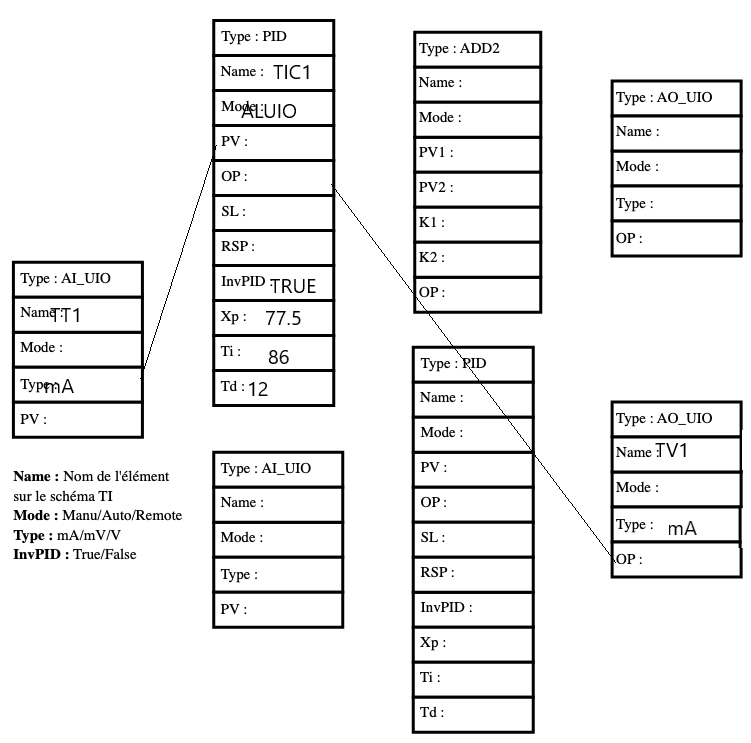 Type : PID
Name : TIC1
Mode : ALUIO
PV :
OP :
SL :
RSP :
InvPID : TRUE
Xp : 77.5
Ti : 86
Td : 12
Type : ADD2
Name :
Mode :
PV1 :
PV2 :
K1 :
K2 :
OP :
Type : AO_UIO
Name :
Mode :
Type :
OP :
Type : AI_UIO
Name : TT1
Mode :
Type : mA
PV :
Name : Nom de l'élément
sur le schéma TI
Mode : Manu/Auto/Remote
Type : mA/mV/V
InvPID : True/False
Type : AI_UIO
Name :
Mode :
Type :
PV :
Type : PID
Name :
Mode :
PV :
OP :
SL :
RSP :
InvPID :
Xp :
Ti :
Td :
Type : AO_UIO
Name : TV1
Mode :
Type : mA
OP :